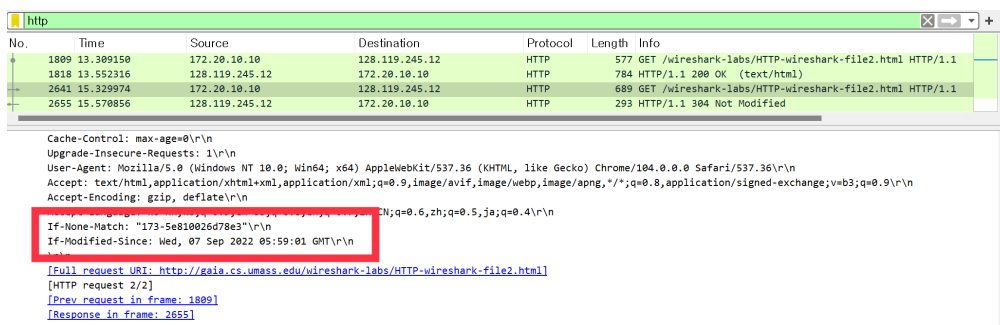 http
No. Time Source Destination Protocol Length Info
1809 13.309150 172.20.10.10 128.119.245.12 HTTP 577 GET /wireshark-labs/HTTP-wireshark-file2.html HTTP/1.1
1818 13.552316 128.119.245.12 172.20.10.10 HTTP 784 HTTP/1.1 200 OK (text/html)
2641 15.329974 172.20.10.10 128.119.245.12 HTTP 689 GET /wireshark-labs/HTTP-wireshark-file2.html HTTP/1.1
2655 15.570856 128.119.245.12 172.20.10.10 HTTP 293 HTTP/1.1 304 Not Modified
Cache-Control: max-age=0\r\n
Upgrade-Insecure-Requests: 1\r\n
User-Agent: Mozilla/5.0 (Windows NT 10.0; Win64; x64) AppleWebKit/537.36 (KHTML, like Gecko) Chrome/104.0.0.0 Safari/537.36\r\n
Accept: text/html,application/xhtml+xml,application/xml;q=0.9,image/avif,image/webp,image/apng,*/*;q=0.8,application/signed-exchange;v=b3;q=0.9\r\n
Accept-Encoding: gzip, deflate\r\n
CN;q=0.6,zh;q=0.5,ja;q=0.4\r\n
If-None-Match: "173-5e810026d78e3"\r\n
If-Modified-Since: Wed, 07 Sep 2022 05:59:01 GMT\r\n
\r\n
[Full request URI: http://gaia.cs.umass.edu/wireshark-labs/HTTP-wireshark-file2.html]
[HTTP request 2/2]
[Prev request in frame: 1809]
[Response in frame: 2655]